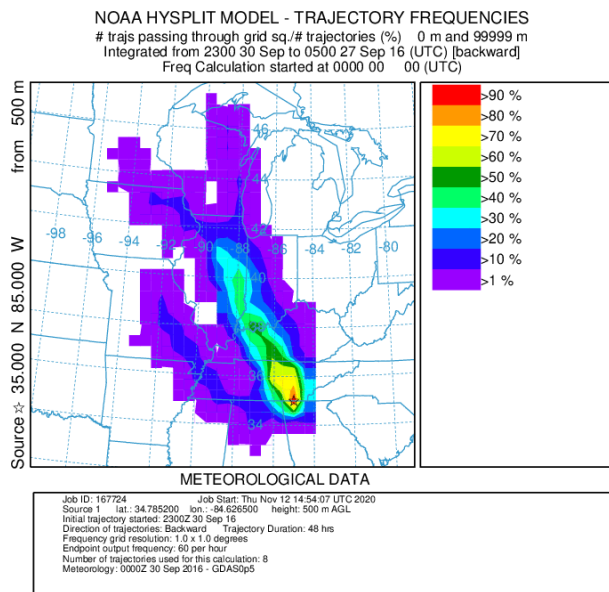 NOAA HYSPLIT MODEL - TRAJECTORY FREQUENCIES
# trajs passing through grid sq./# trajectories (%) 0 m and 99999 m
Integrated from 2300 30 Sep to 0500 27 Sep 16 (UTC) [backward]
Freq Calculation started at 0000 00 00 (UTC)
Source ☆ 35.000 N 85.000 W from 500 m
46
44
42
-98 -96 -94 -92 -90 -88 -86 -84 -82 -80
40
36
34
>90 %
>80 %
>70 %
>60 %
>50 %
>40 %
>30 %
>20 %
>10 %
>1 %
METEOROLOGICAL DATA
Job ID: 167724 Job Start: Thu Nov 12 14:54:07 UTC 2020
Source 1 lat.: 34.785200 lon.: -84.626500 height: 500 m AGL
Initial trajectory started: 2300Z 30 Sep 16
Direction of trajectories: Backward Trajectory Duration: 48 hrs
Frequency grid resolution: 1.0 x 1.0 degrees
Endpoint output frequency: 60 per hour
Number of trajectories used for this calculation: 8
Meteorology: 0000Z 30 Sep 2016 - GDAS0p5